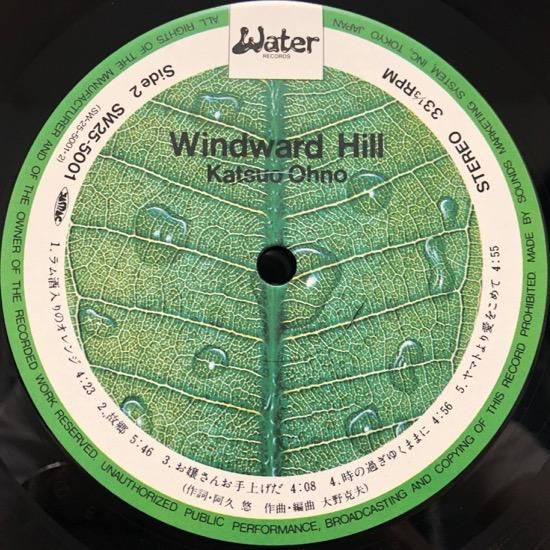 Water
RECORDS
Windward Hill
Katsuo Ohno
Side 2 SW25-5001
(SW-25-5001-2)
STEREO 33⅓RPM
1. ラム酒入りのオレンジ 4:23 2. 故郷 5:46 3. お嬢さんお手上げだ 4:08 4. 時の過ぎゆくままに 4:56 5. ヤマトより愛をこめて 4:55
(作詞・阿久 悠 作曲・編曲 大野克夫)
ALL RIGHTS OF THE MANUFACTURER AND OF THE OWNER OF THE RECORDED WORK RESERVED. UNAUTHORIZED PUBLIC PERFORMANCE, BROADCASTING AND COPYING OF THIS RECORD PROHIBITED. MADE BY SOUNDS MARKETING SYSTEM, INC. TOKYO JAPAN